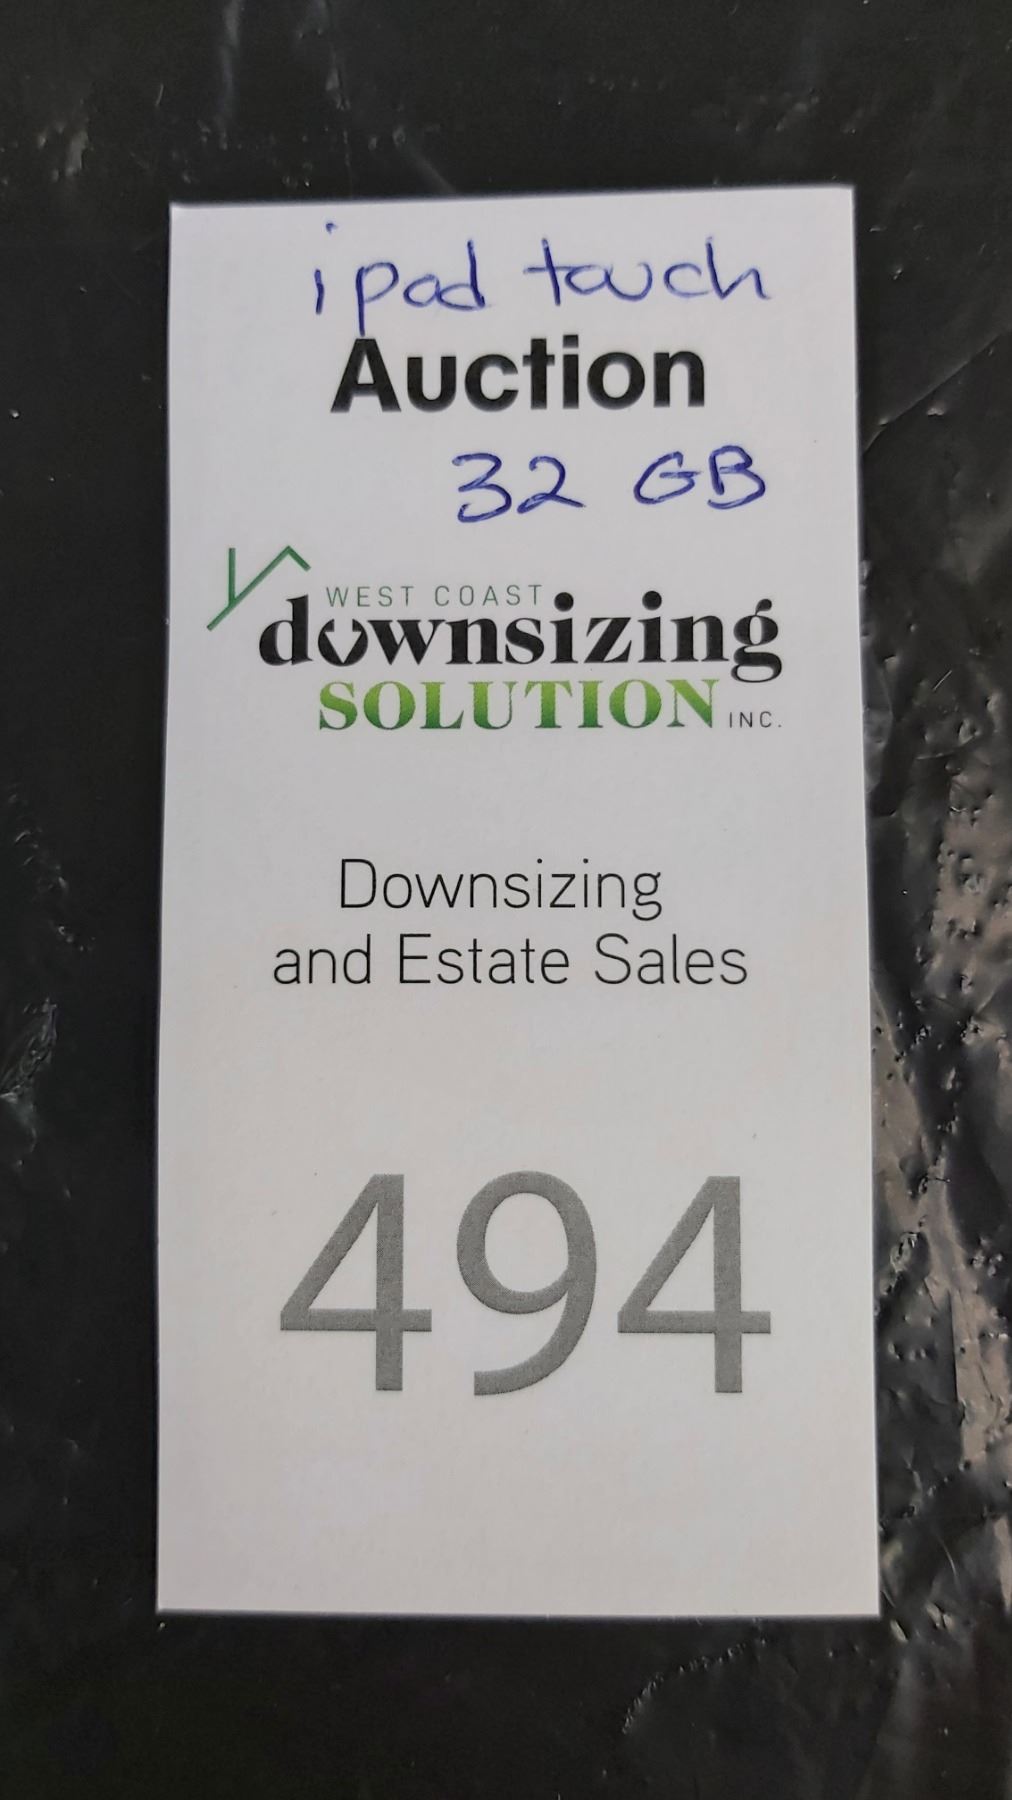 ipod touch
Auction
32 GB
WEST COAST
downsizing
SOLUTION INC.
Downsizing
and Estate Sales
494